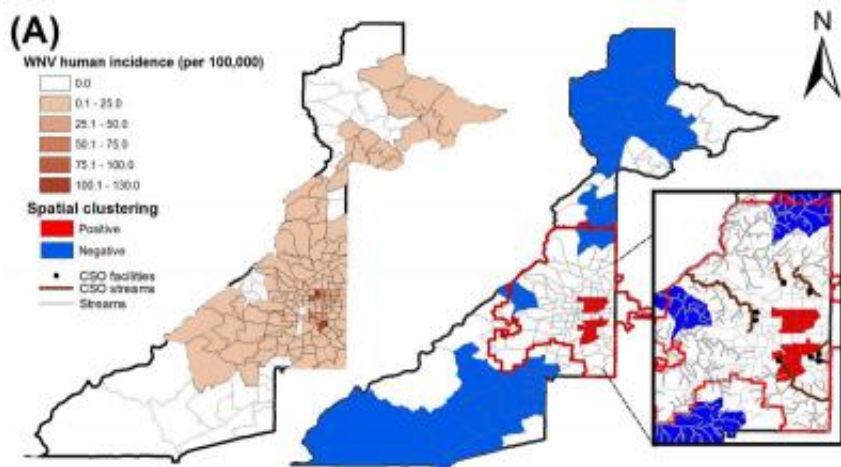 (A)
N
WNV human incidence (per 100,000)
0.0
0.1 - 25.0
25.1 - 50.0
50.1 - 75.0
75.1 - 100.0
100.1 - 130.0
Spatial clustering
Positive
Negative
CSO facilities
CSO streams
Streams